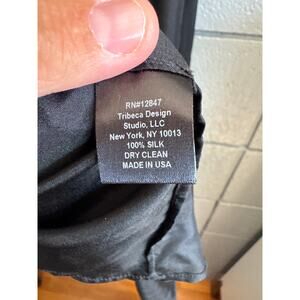 RN#12847
Tribeca Design
Studio, LLC
New York, NY 10013
100% SILK
DRY CLEAN
MADE IN USA